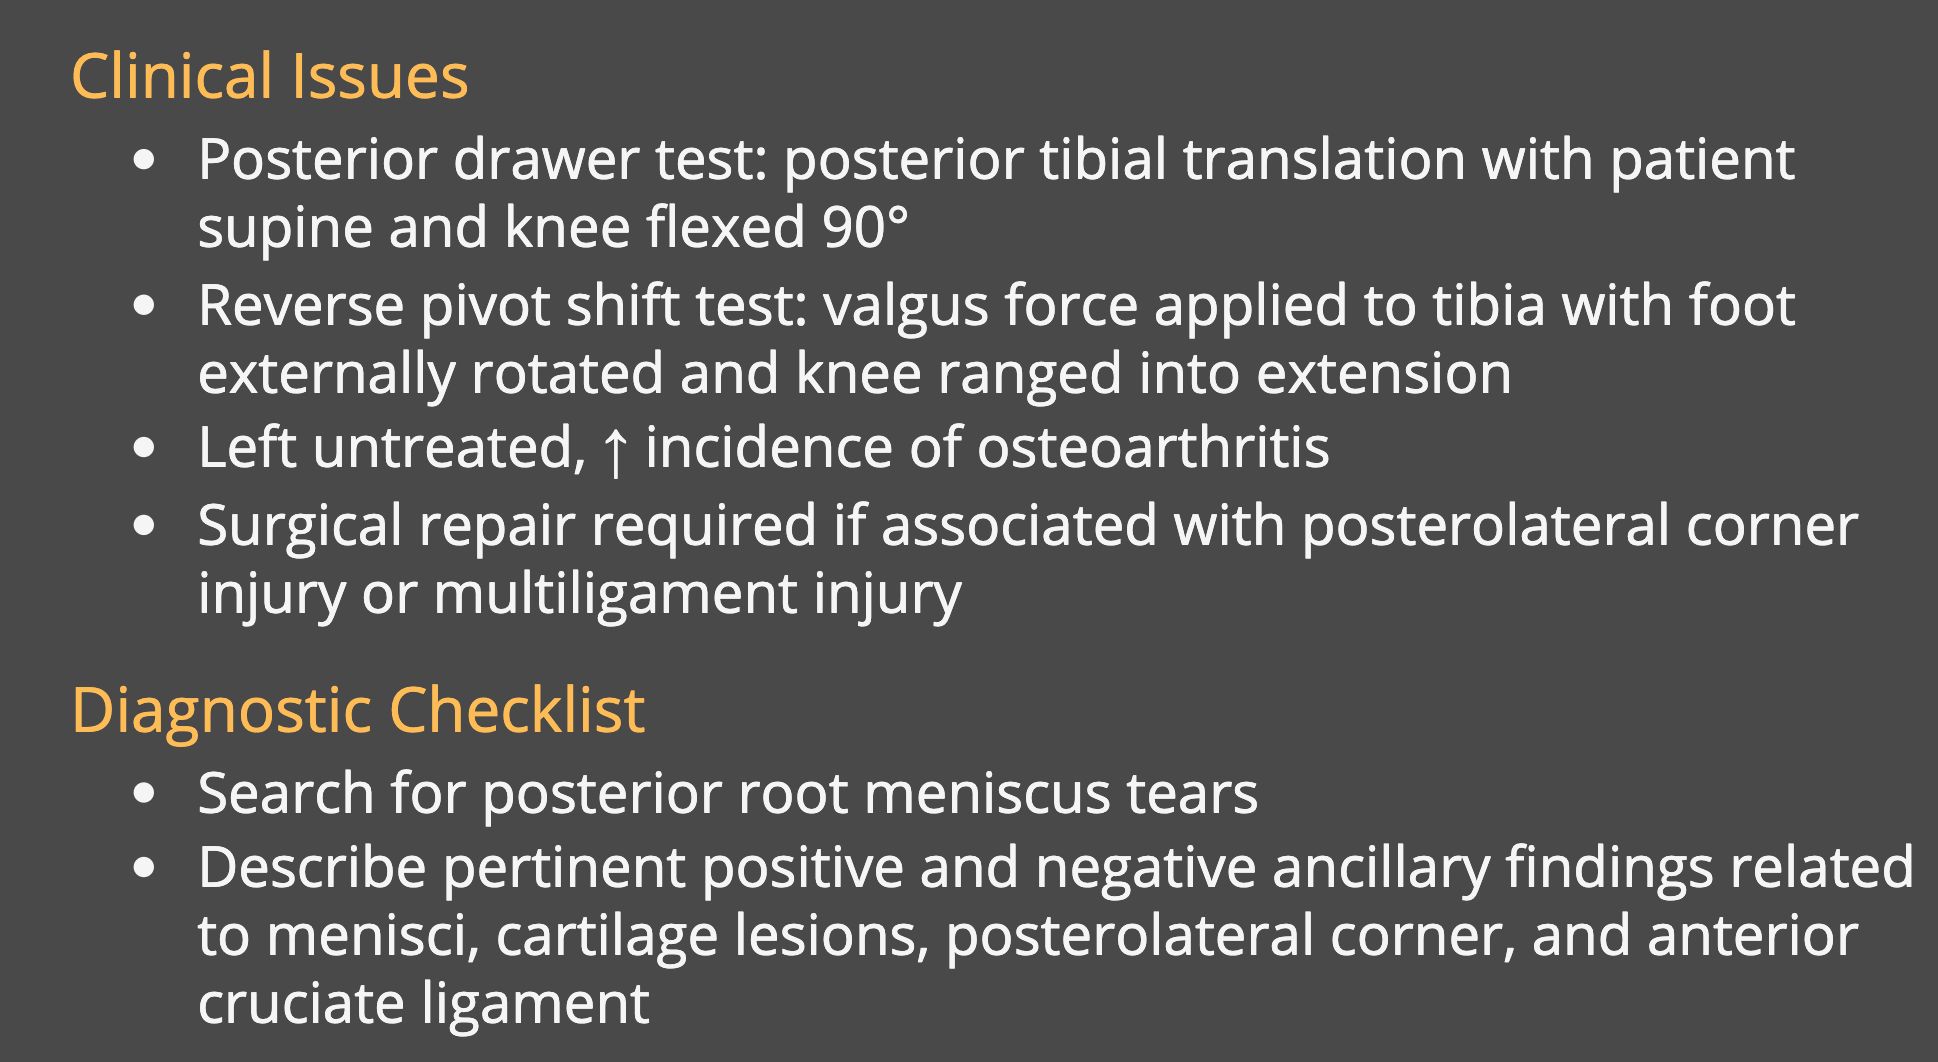 Clinical Issues
• Posterior drawer test: posterior tibial translation with patient
supine and knee flexed 90°
• Reverse pivot shift test: valgus force applied to tibia with foot
externally rotated and knee ranged into extension
• Left untreated, ↑ incidence of osteoarthritis
• Surgical repair required if associated with posterolateral corner
injury or multiligament injury
Diagnostic Checklist
• Search for posterior root meniscus tears
• Describe pertinent positive and negative ancillary findings related
to menisci, cartilage lesions, posterolateral corner, and anterior
cruciate ligament